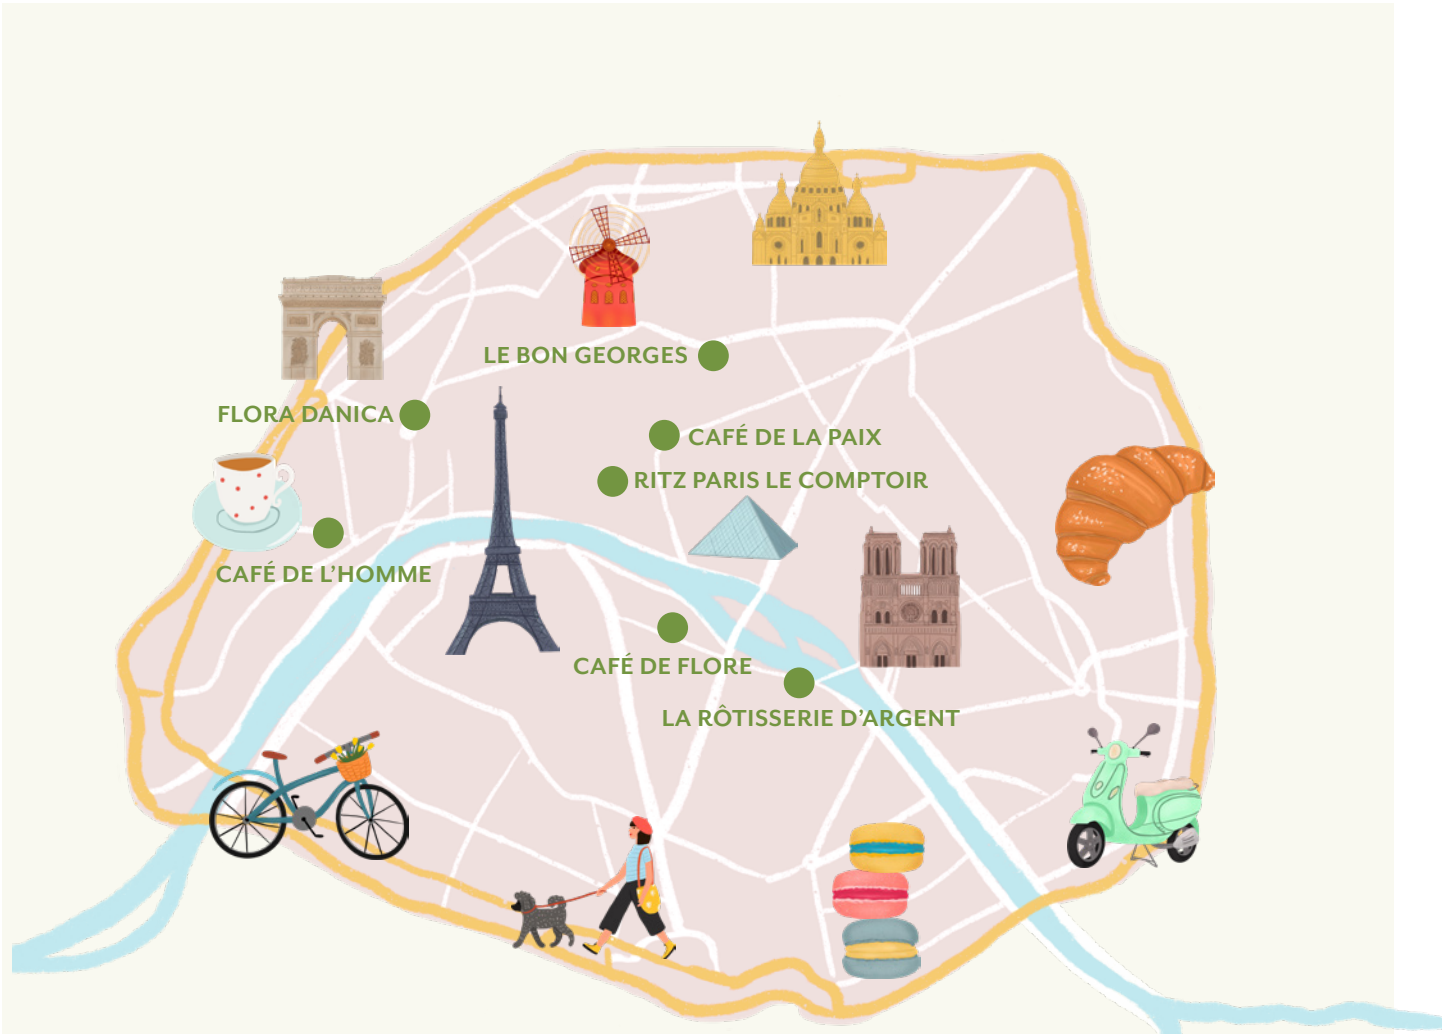 LE BON GEORGES
FLORA DANICA
CAFÉ DE LA PAIX
RITZ PARIS LE COMPTOIR
CAFÉ DE L’HOMME
CAFÉ DE FLORE
LA RÔTISSERIE D’ARGENT